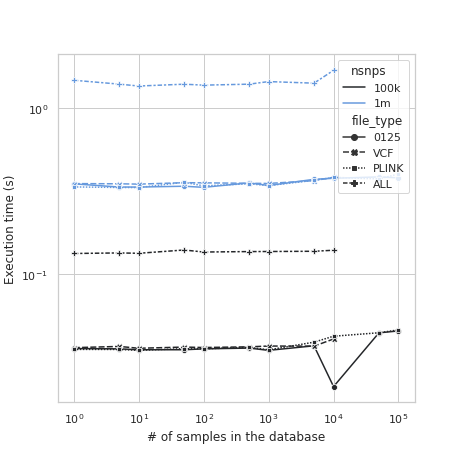 nsnps
100k
1m
file_type
0125
VCF
PLINK
ALL
10⁰
10⁻¹
Execution time (s)
10⁰ 10¹ 10² 10³ 10⁴ 10⁵
# of samples in the database